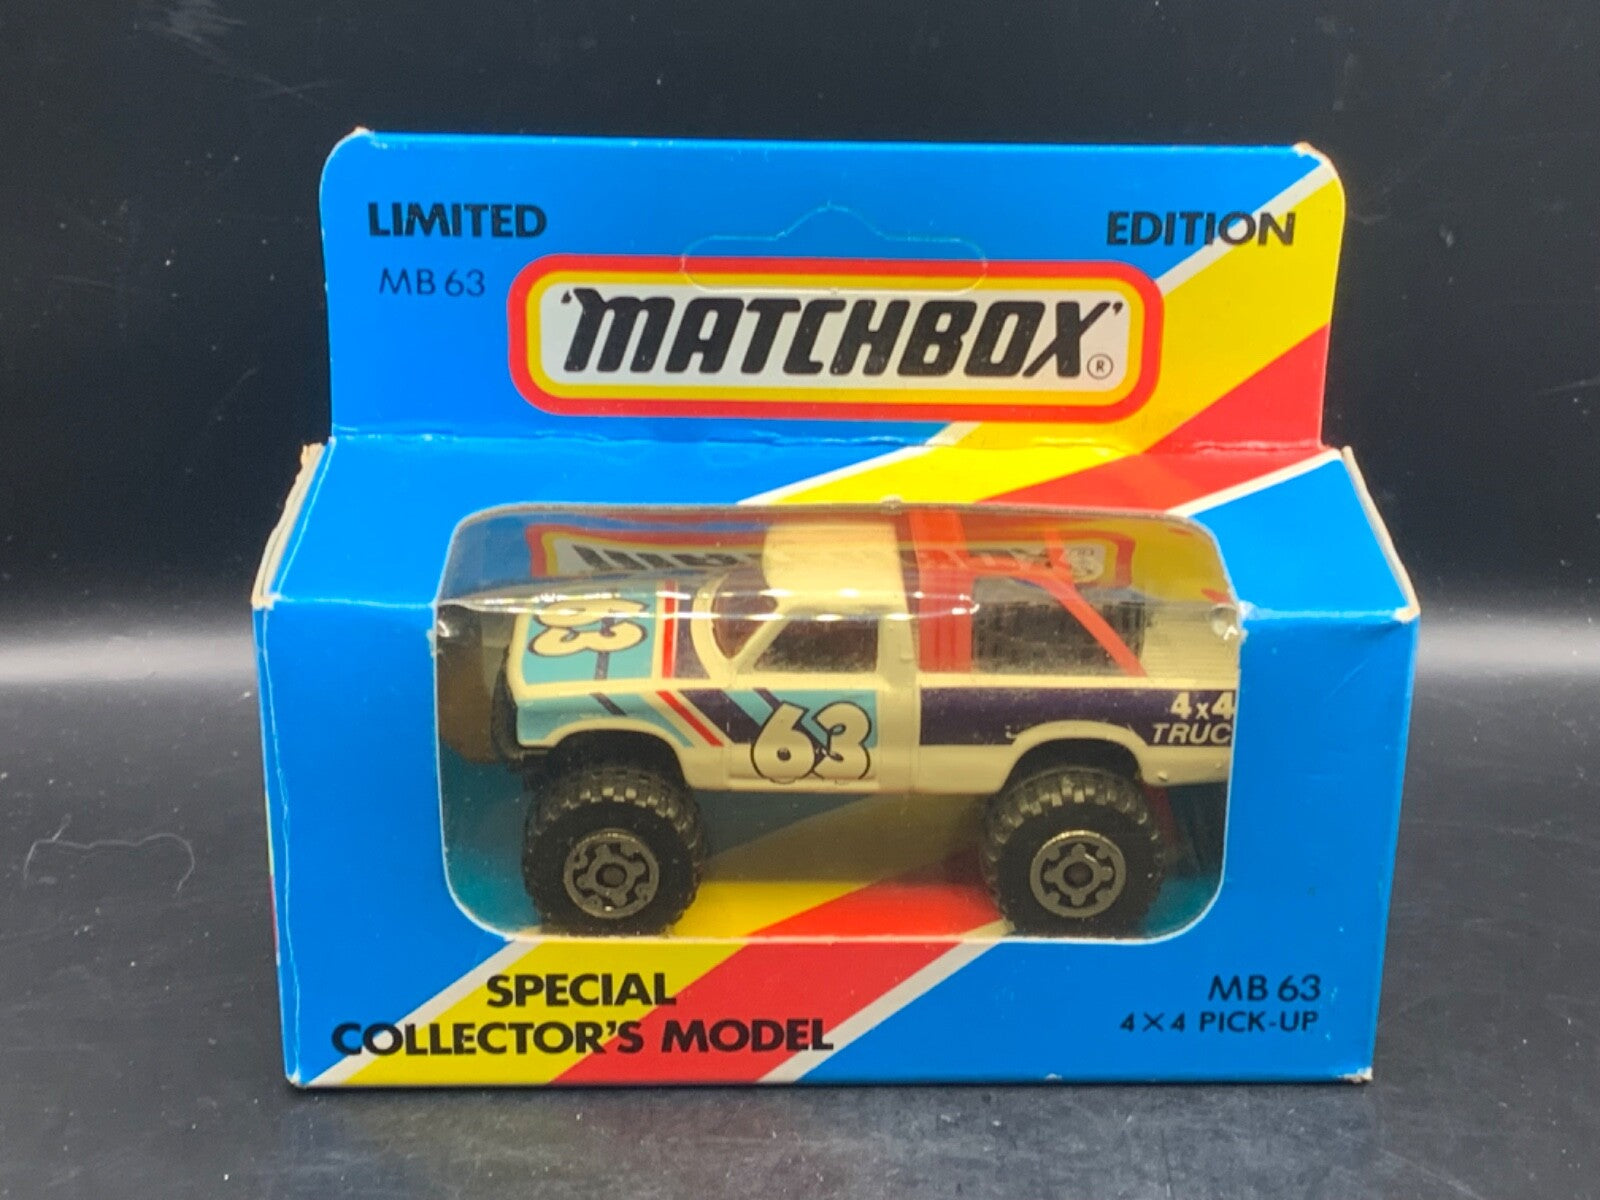 LIMITED EDITION
MB 63
'MATCHBOX'®
63
63
4x4
TRUC
SPECIAL
COLLECTOR'S MODEL
MB 63
4×4 PICK-UP